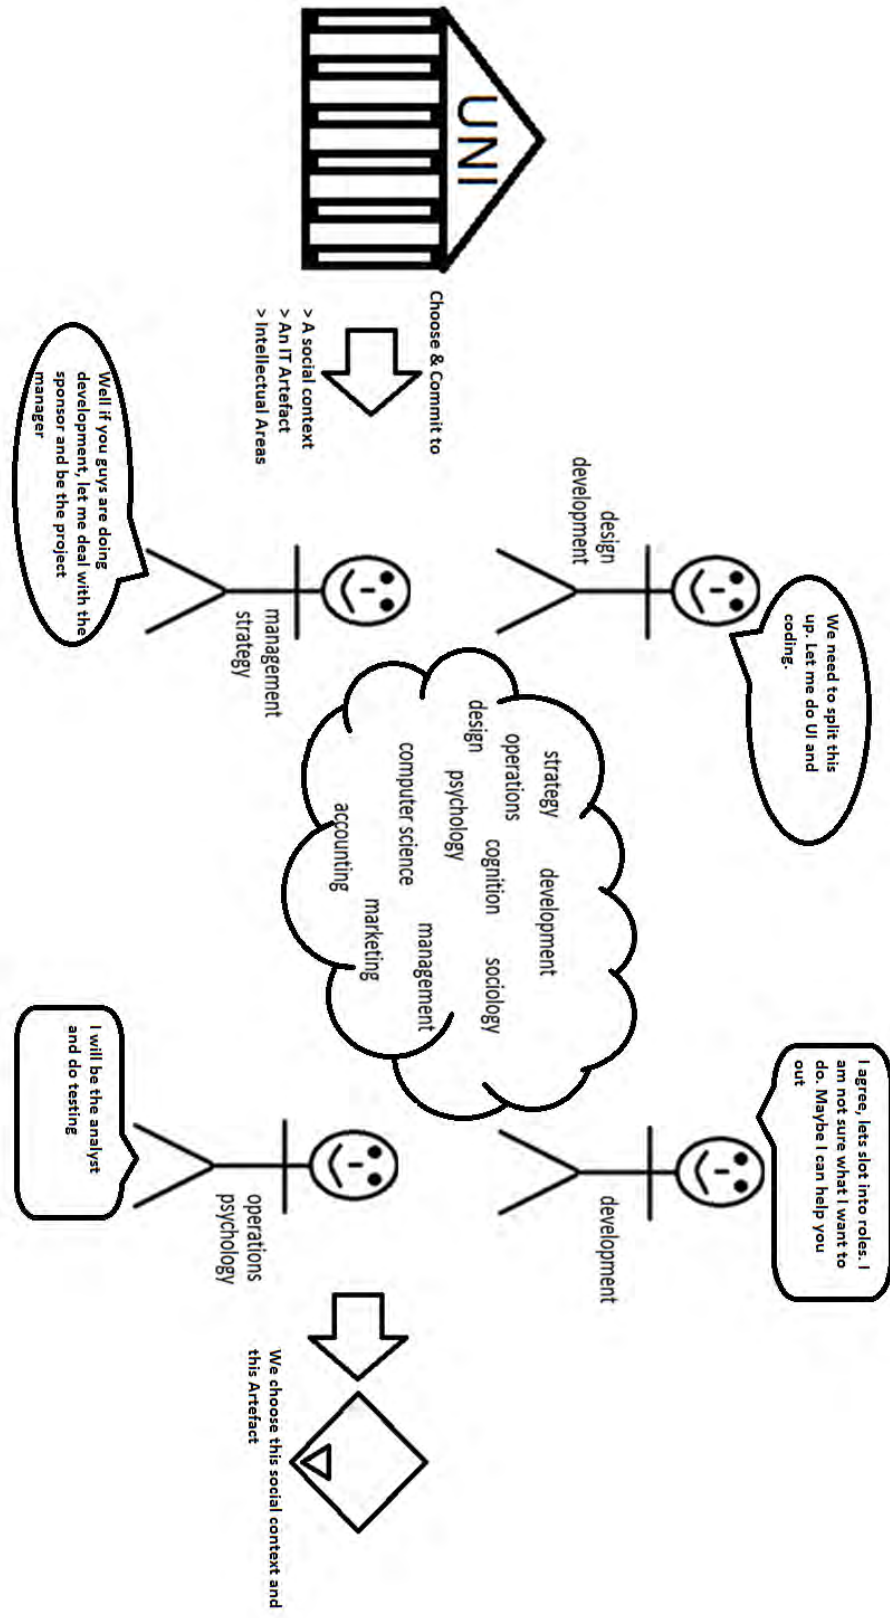 UNI
Choose & Commit to
> A social context
> An IT Artefact
> Intellectual Areas
We need to split this
up. Let me do UI and
coding.
design
development
Well if you guys are doing
development, let me deal with the
sponsor and be the project
manager
management
strategy
strategy
development
operations
cognition
sociology
design
psychology
computer science
management
accounting
marketing
I agree, lets slot into roles. I
am not sure what I want to
do. Maybe I can help you
out
development
I will be the analyst
and do testing
operations
psychology
We choose this social context and
this Artefact